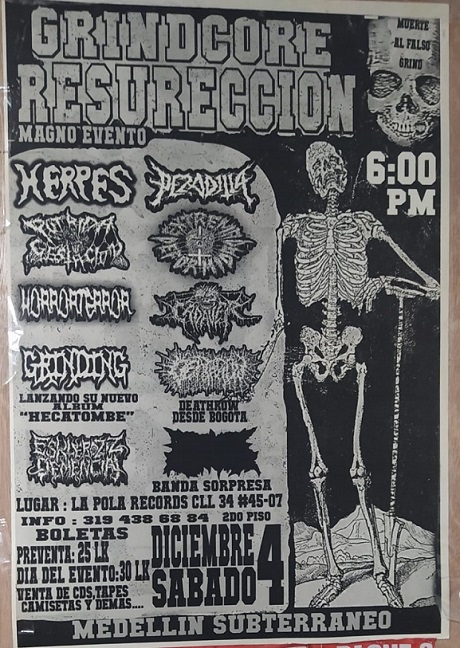 GRINDCORE
RESURECCION
MUERTE
AL FALSO
GRIND
MAGNO EVENTO
6:00
PM
HERPES
PEZADILLA
PUTRIDA
GESTACION
HORRORTERROR
GRINDING
LANZANDO SU NUEVO
ALBUM
"HECATOMBE"
DEATHROW
DESDE BOGOTA
DEMENCIA
BANDA SORPRESA
LUGAR : LA POLA RECORDS CLL 34 #45-07
INFO : 319 438 68 84 2DO PISO
BOLETAS
PREVENTA: 25 LK
DIA DEL EVENTO:30 LK
VENTA DE CDS,TAPES
CAMISETAS Y DEMAS....
DICIEMBRE
SABADO 4
MEDELLIN SUBTERRANEO